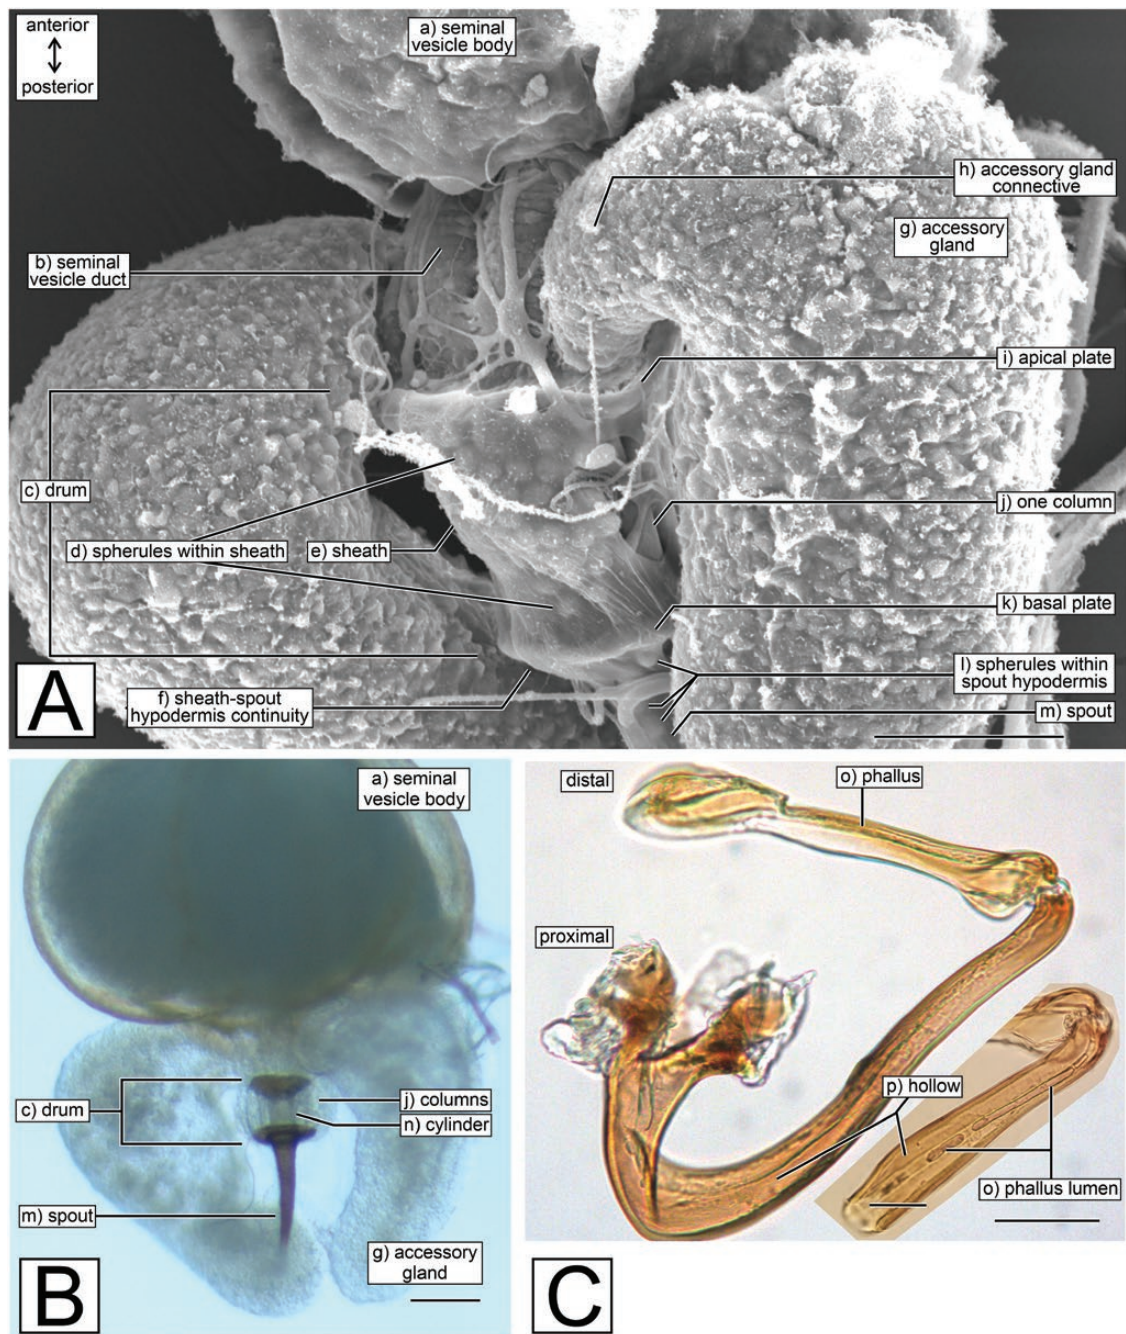 anterior
posterior
a) seminal
vesicle body
h) accessory gland
connective
g) accessory
gland
b) seminal
vesicle duct
i) apical plate
c) drum
j) one column
d) spherules within sheath
e) sheath
k) basal plate
l) spherules within
spout hypodermis
f) sheath-spout
hypodermis continuity
m) spout
A
a) seminal
vesicle body
c) drum
j) columns
n) cylinder
m) spout
g) accessory
gland
B
distal
o) phallus
proximal
p) hollow
o) phallus lumen
C